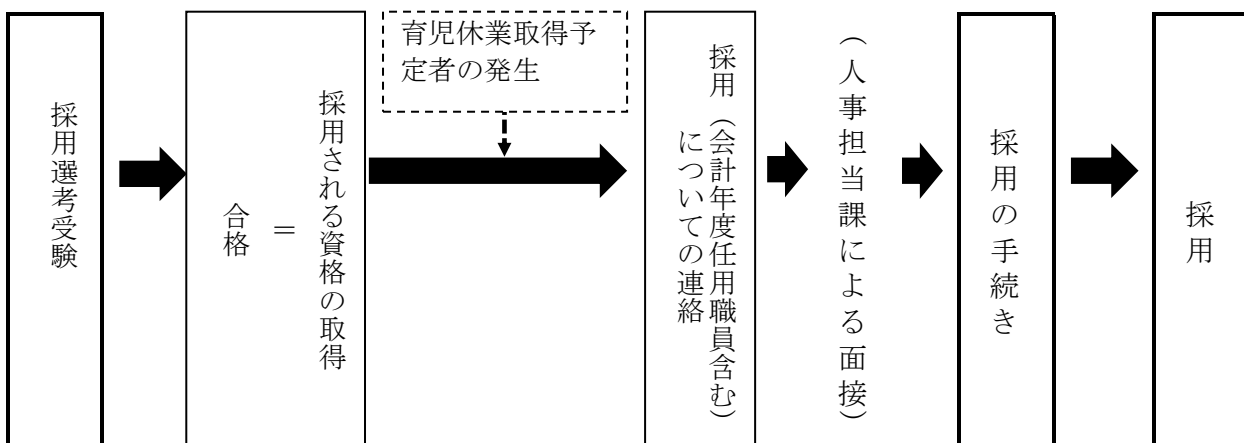 採用選考受験
合格
＝
採用される資格の取得
育児休業取得予
定者の発生
採用（会計年度任用職員含む）
についての連絡
（人事担当課による面接）
採用の手続き
採用